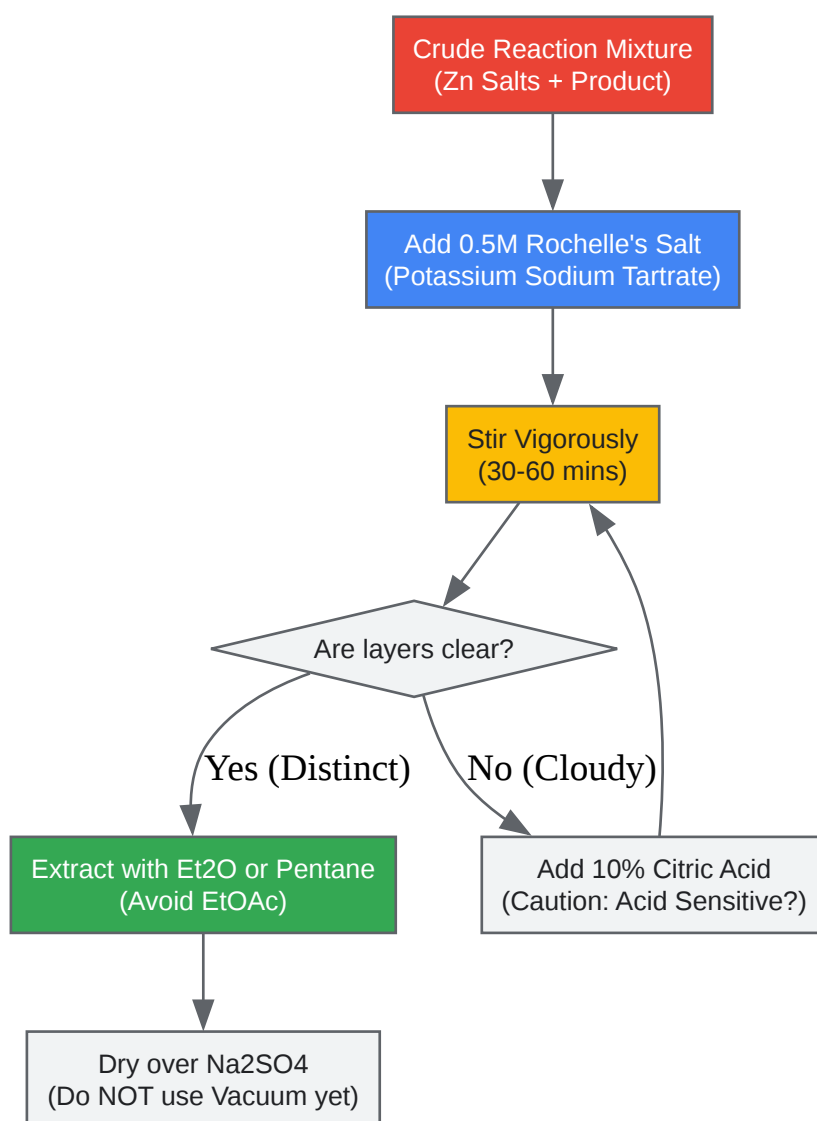 Crude Reaction Mixture
(Zn Salts + Product)
Add 0.5M Rochelle's Salt
(Potassium Sodium Tartrate)
Stir Vigorously
(30-60 mins)
Are layers clear?
Yes (Distinct)
No (Cloudy)
Extract with Et2O or Pentane
(Avoid EtOAc)
Add 10% Citric Acid
(Caution: Acid Sensitive?)
Dry over Na2SO4
(Do NOT use Vacuum yet)